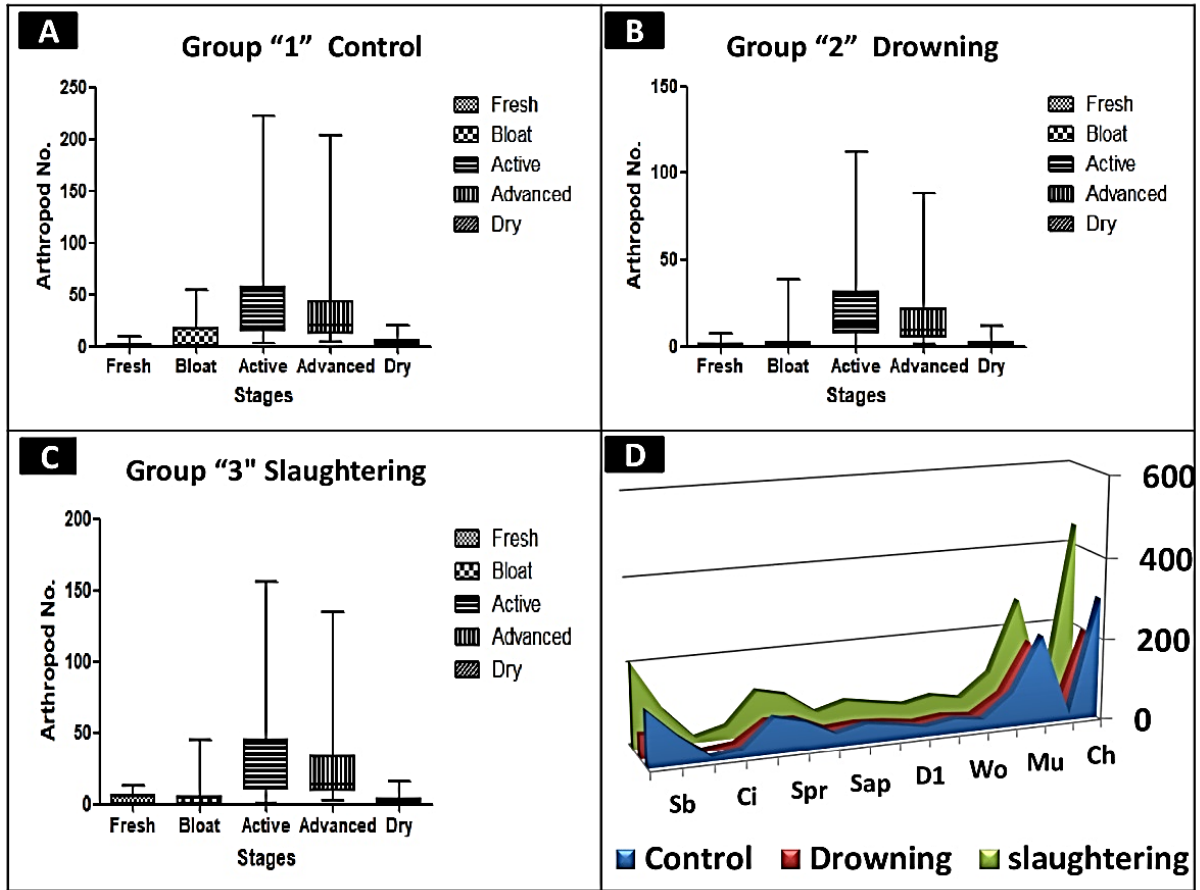 A
Group “1” Control
250
200
150
100
50
0
Arthropod No.
Fresh
Bloat
Active
Advanced
Dry
Fresh Bloat Active Advanced Dry
Stages
B
Group “2” Drowning
150
100
50
0
Arthropod No.
Fresh
Bloat
Active
Advanced
Dry
Fresh Bloat Active Advanced Dry
Stages
C
Group “3" Slaughtering
200
150
100
50
0
Arthropod No.
Fresh
Bloat
Active
Advanced
Dry
Fresh Bloat Active Advanced Dry
Stages
D
600
400
200
0
Sb Ci Spr Sap D1 Wo Mu Ch
Control Drowning slaughtering